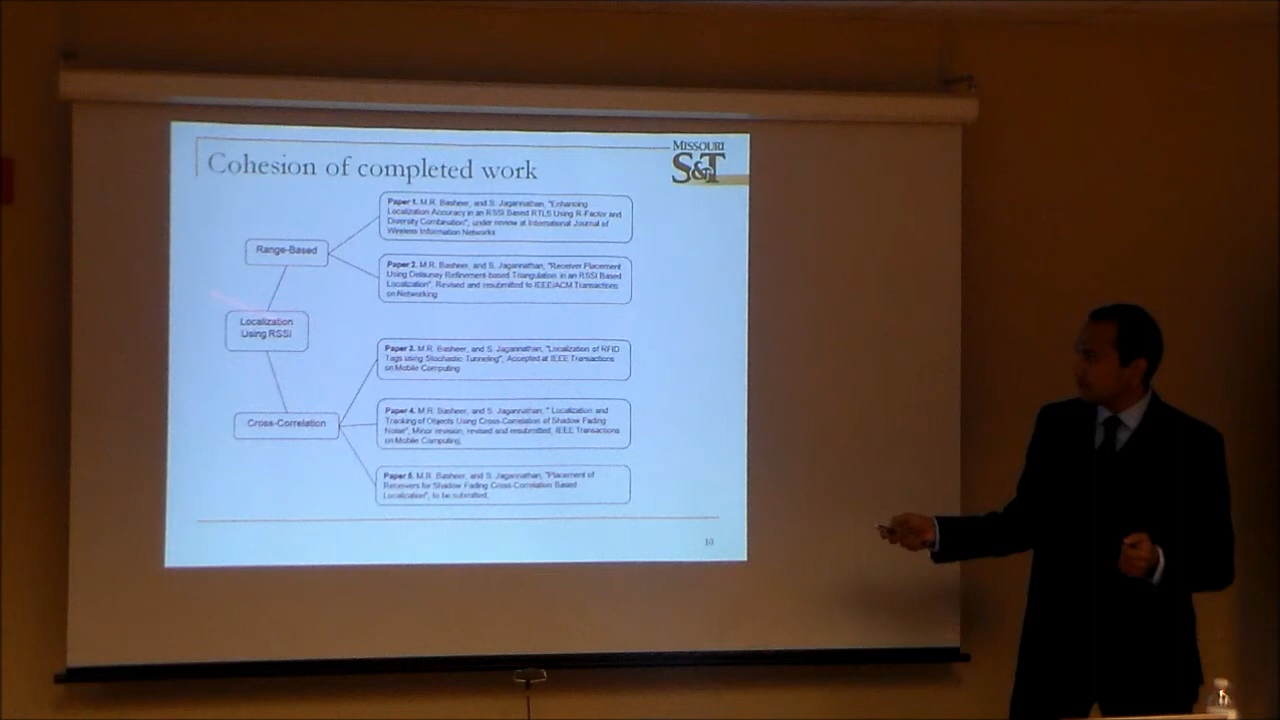 Cohesion of completed work
MISSOURI
S&T
Paper 1. M.R. Basheer, and S. Jagannathan, "Enhancing
Localization Accuracy in an RSSI Based RTLS Using R-Factor and
Diversity Combination", under review at International Journal of
Wireless Information Networks
Range-Based
Paper 2. M.R. Basheer, and S. Jagannathan, "Receiver Placement
Using Delaunay Refinement-based Triangulation in an RSSI Based
Localization", Revised and resubmitted to IEEE/ACM Transactions
on Networking
Localization
Using RSSI
Paper 3. M.R. Basheer, and S. Jagannathan, "Localization of RFID
Tags using Stochastic Tunneling", Accepted at IEEE Transactions
on Mobile Computing
Cross-Correlation
Paper 4. M.R. Basheer, and S. Jagannathan, " Localization and
Tracking of Objects Using Cross-Correlation of Shadow Fading
Noise", Minor revision, revised and resubmitted, IEEE Transactions
on Mobile Computing,
Paper 5. M.R. Basheer, and S. Jagannathan, "Placement of
Receivers for Shadow Fading Cross-Correlation Based
Localization", to be submitted,
10